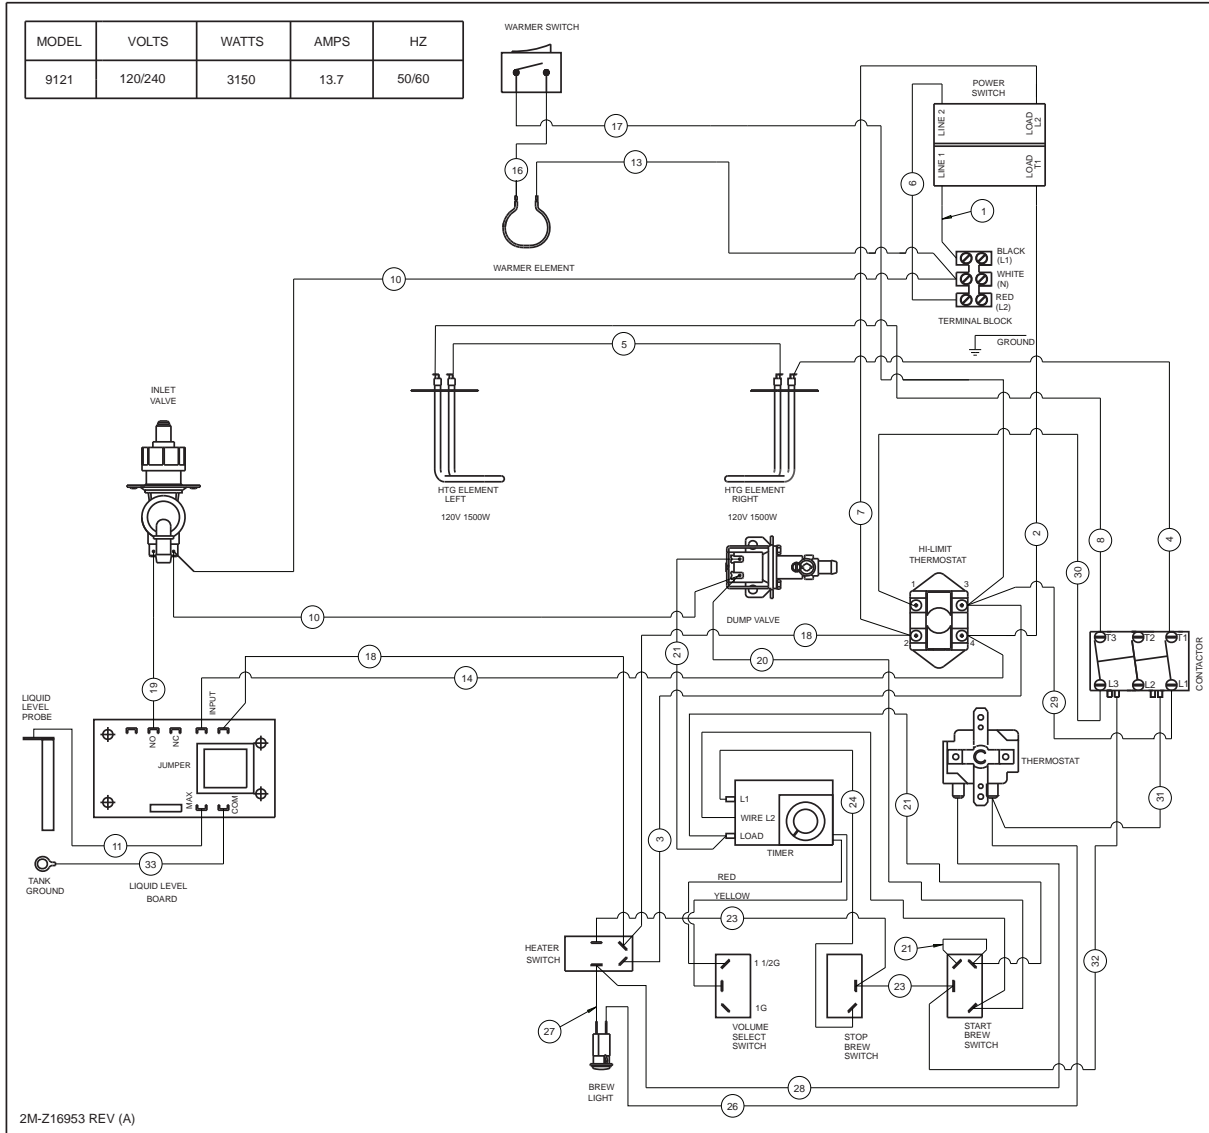 MODEL VOLTS WATTS AMPS HZ
9121 120/240 3150 13.7 50/60
WARMER SWITCH
17
16
13
WARMER ELEMENT
POWER
SWITCH
LINE 2
LOAD
L2
LINE 1
LOAD
T1
6
1
BLACK
(L1)
WHITE
(N)
RED
(L2)
TERMINAL BLOCK
GROUND
10
5
INLET
VALVE
HTG ELEMENT
LEFT
120V 1500W
HTG ELEMENT
RIGHT
120V 1500W
7
2
8
4
HI-LIMIT
THERMOSTAT
1
3
2
4
30
DUMP VALVE
10
21
18
20
18
14
19
T3
T2
T1
L3
L2
L1
CONTACTOR
29
LIQUID
LEVEL
PROBE
INPUT
NO
NC
JUMPER
MAX
COM
11
33
TANK
GROUND
LIQUID LEVEL
BOARD
THERMOSTAT
C
L1
WIRE L2
LOAD
TIMER
24
21
31
3
RED
YELLOW
23
HEATER
SWITCH
1 1/2G
1G
VOLUME
SELECT
SWITCH
STOP
BREW
SWITCH
21
23
START
BREW
SWITCH
32
27
BREW
LIGHT
28
26
2M-Z16953 REV (A)